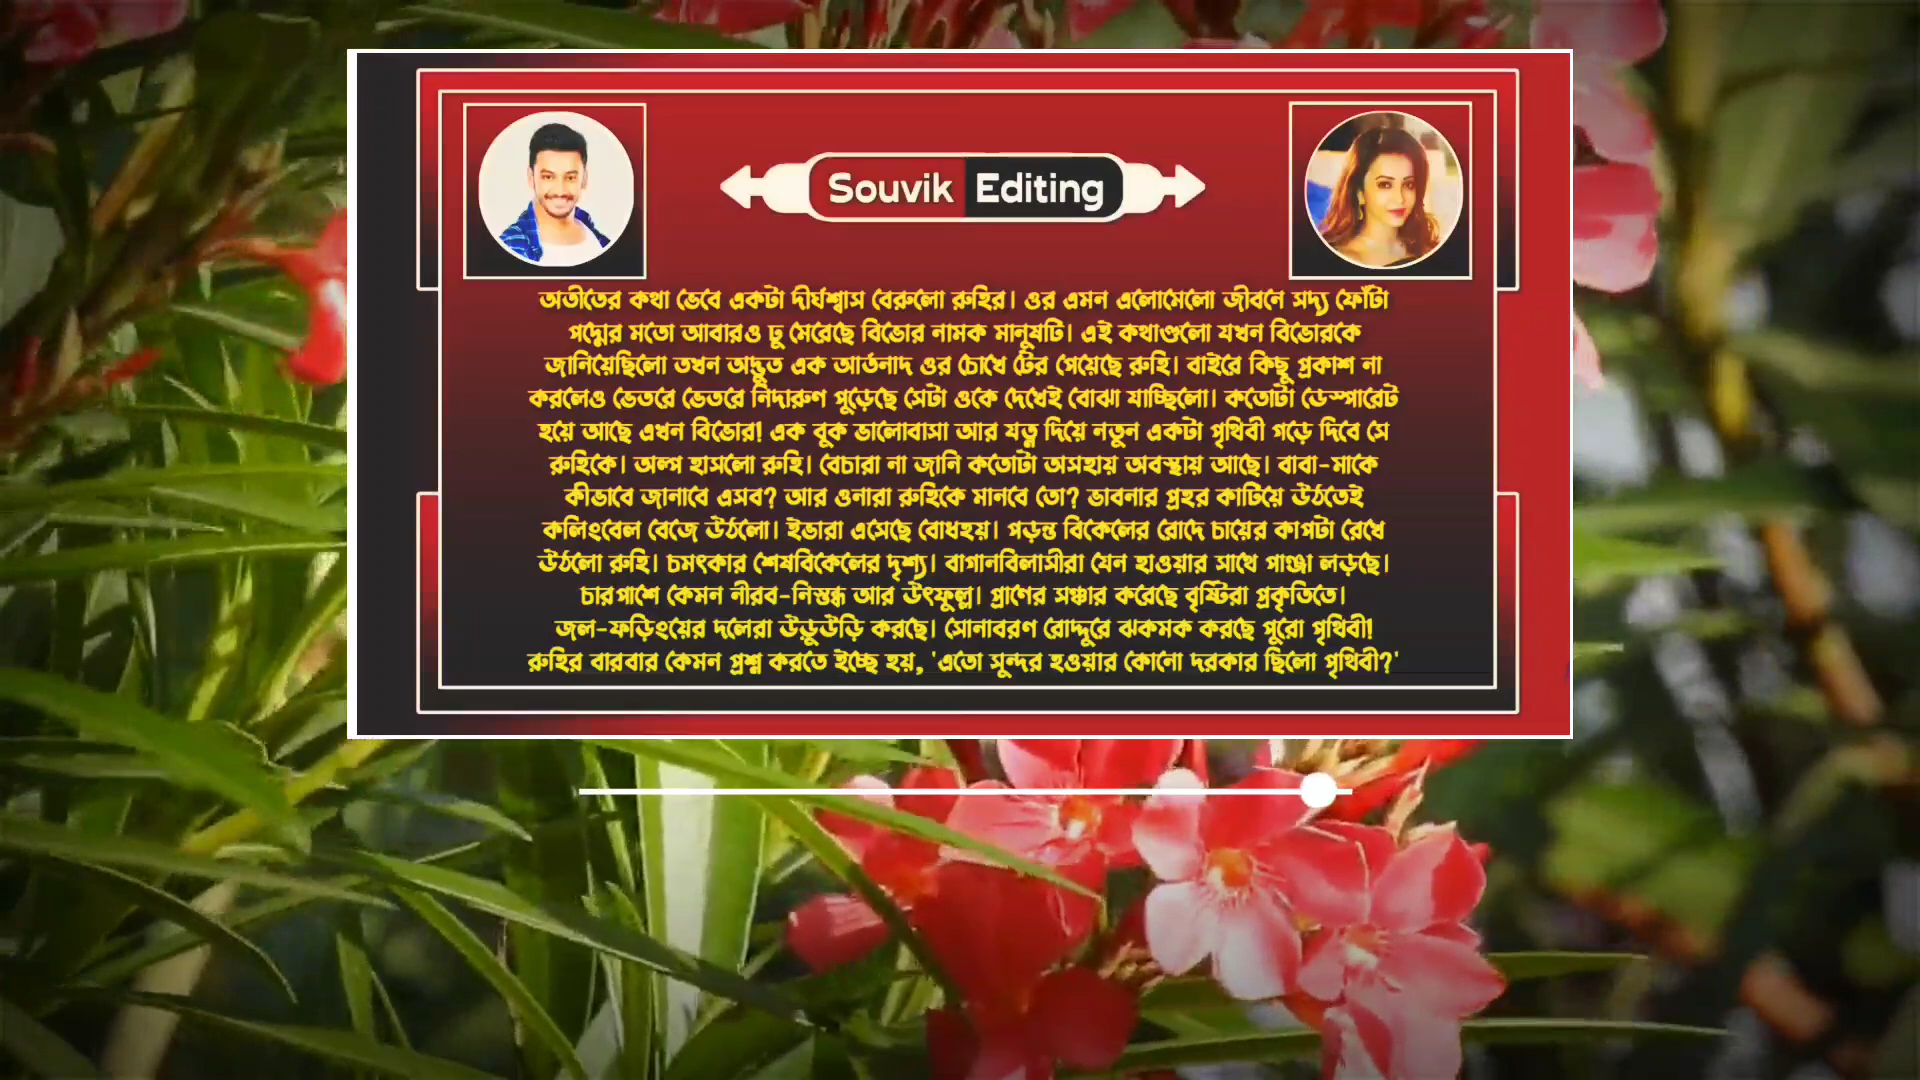 Souvik Editing
অতীতের কথা ভেবে একটা দীর্ঘশ্বাস বেরুলো রুহির। ওর এমন এলোমেলো জীবনে সদ্য ফোঁটা
পদ্মের মতো আবারও ঢু মেরেছে বিভোর নামক মানুষটি। এই কথাগুলো যখন বিভোরকে
জানিয়েছিলো তখন অদ্ভুত এক আর্তনাদ ওর চোখে টের পেয়েছে রুহি। বাইরে কিছু প্রকাশ না
করলেও ভেতরে ভেতরে নিদারুণ পুড়েছে সেটা ওকে দেখেই বোঝা যাচ্ছিলো। কতোটা ডেস্পারেট
হয়ে আছে এখন বিভোর! এক বুক ভালোবাসা আর যত্ন দিয়ে নতুন একটা পৃথিবী গড়ে দিবে সে
রুহিকে। অল্প হাসলো রুহি। বেচারা না জানি কতোটা অসহায় অবস্থায় আছে। বাবা-মাকে
কীভাবে জানাবে এসব? আর ওনারা রুহিকে মানবে তো? ভাবনার প্রহর কাটিয়ে উঠতেই
কলিংবেল বেজে উঠলো। ইভারা এসেছে বোধহয়। পড়ন্ত বিকেলের রোদে চায়ের কাপটা রেখে
উঠলো রুহি। চমৎকার শেষবিকেলের দৃশ্য। বাগানবিলাসীরা যেন হাওয়ার সাথে পাঞ্জা লড়ছে।
চারপাশে কেমন নীরব-নিস্তব্ধ আর উৎফুল্ল। প্রাণের সঞ্চার করেছে বৃষ্টিরা প্রকৃতিতে।
জল-ফড়িংয়ের দলেরা উড়ুউড়ি করছে। সোনাবরণ রোদ্দুরে ঝকমক করছে পুরো পৃথিবী!
রুহির বারবার কেমন প্রশ্ন করতে ইচ্ছে হয়, 'এতো সুন্দর হওয়ার কোনো দরকার ছিলো পৃথিবী?'